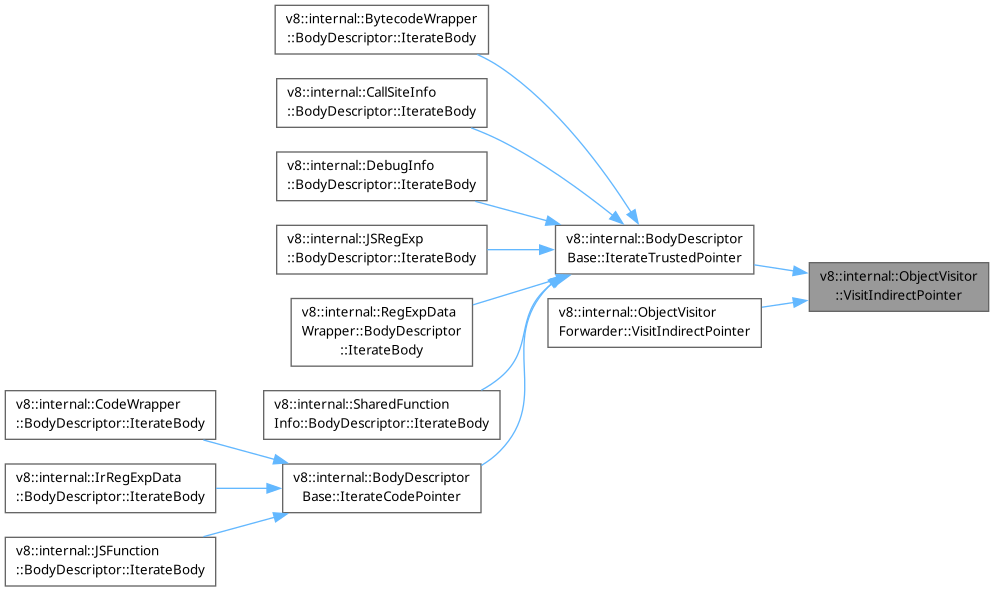 v8::internal::BytecodeWrapper
::BodyDescriptor::IterateBody
v8::internal::CallSiteInfo
::BodyDescriptor::IterateBody
v8::internal::DebugInfo
::BodyDescriptor::IterateBody
v8::internal::JSRegExp
::BodyDescriptor::IterateBody
v8::internal::RegExpData
Wrapper::BodyDescriptor
::IterateBody
v8::internal::SharedFunction
Info::BodyDescriptor::IterateBody
v8::internal::CodeWrapper
::BodyDescriptor::IterateBody
v8::internal::IrRegExpData
::BodyDescriptor::IterateBody
v8::internal::JSFunction
::BodyDescriptor::IterateBody
v8::internal::BodyDescriptor
Base::IterateCodePointer
v8::internal::BodyDescriptor
Base::IterateTrustedPointer
v8::internal::ObjectVisitor
Forwarder::VisitIndirectPointer
v8::internal::ObjectVisitor
::VisitIndirectPointer